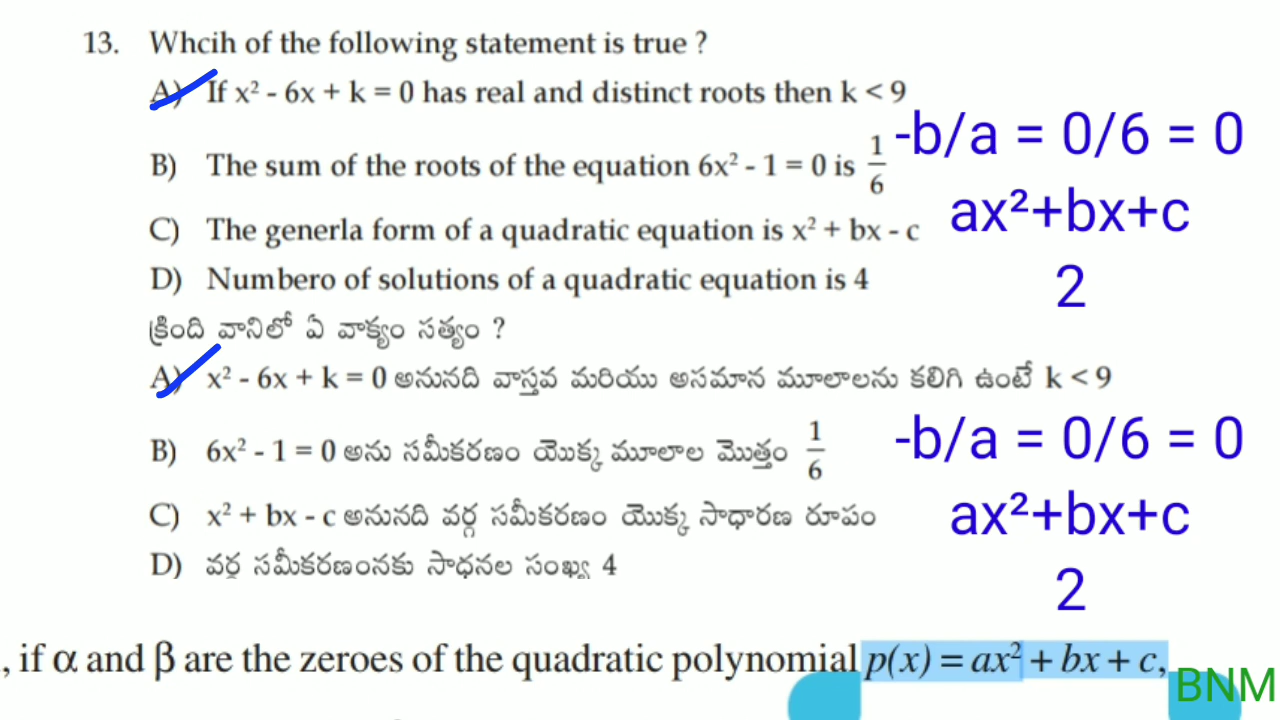 13. Whcih of the following statement is true ?
A) If x² - 6x + k = 0 has real and distinct roots then k < 9
B) The sum of the roots of the equation 6x² - 1 = 0 is 1/6
-b/a = 0/6 = 0
C) The generla form of a quadratic equation is x² + bx - c
ax²+bx+c
D) Numbero of solutions of a quadratic equation is 4
2
క్రింది వానిలో ఏ వాక్యం సత్యం ?
A) x² - 6x + k = 0 అనునది వాస్తవ మరియు అసమాన మూలాలను కలిగి ఉంటే k < 9
B) 6x² - 1 = 0 అను సమీకరణం యొక్క మూలాల మొత్తం 1/6
-b/a = 0/6 = 0
C) x² + bx - c అనునది వర్గ సమీకరణం యొక్క సాధారణ రూపం
ax²+bx+c
D) వర్గ సమీకరణంనకు సాధనల సంఖ్య 4
2
, if α and β are the zeroes of the quadratic polynomial p(x) = ax² + bx + c,
BNM